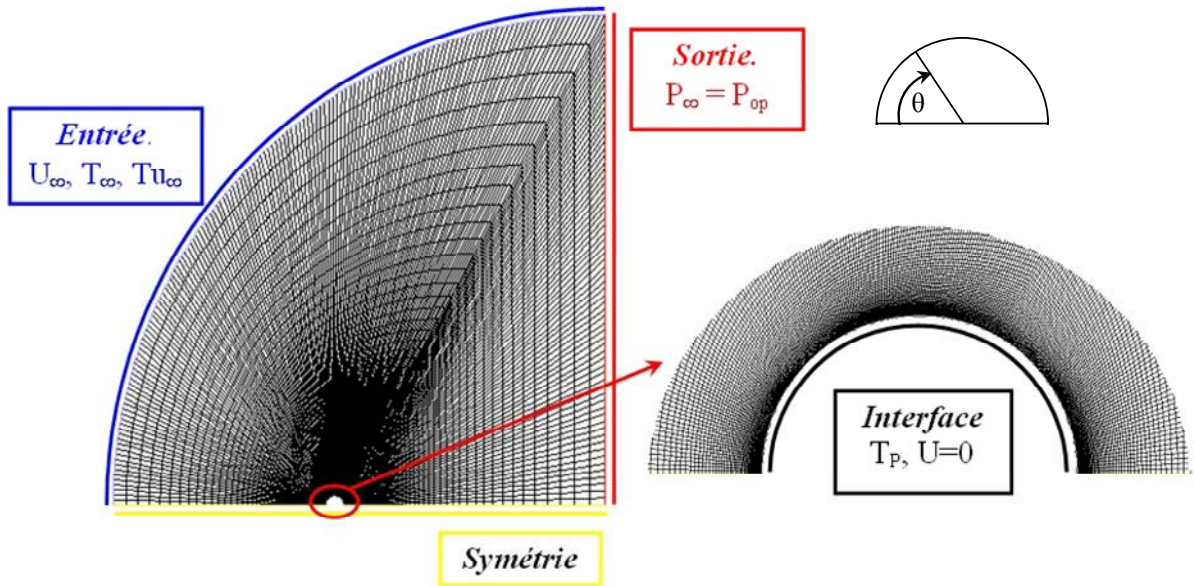 Entrée.
U∞, T∞, Tu∞
Sortie.
P∞ = Pop
θ
Interface
TP, U=0
Symétrie